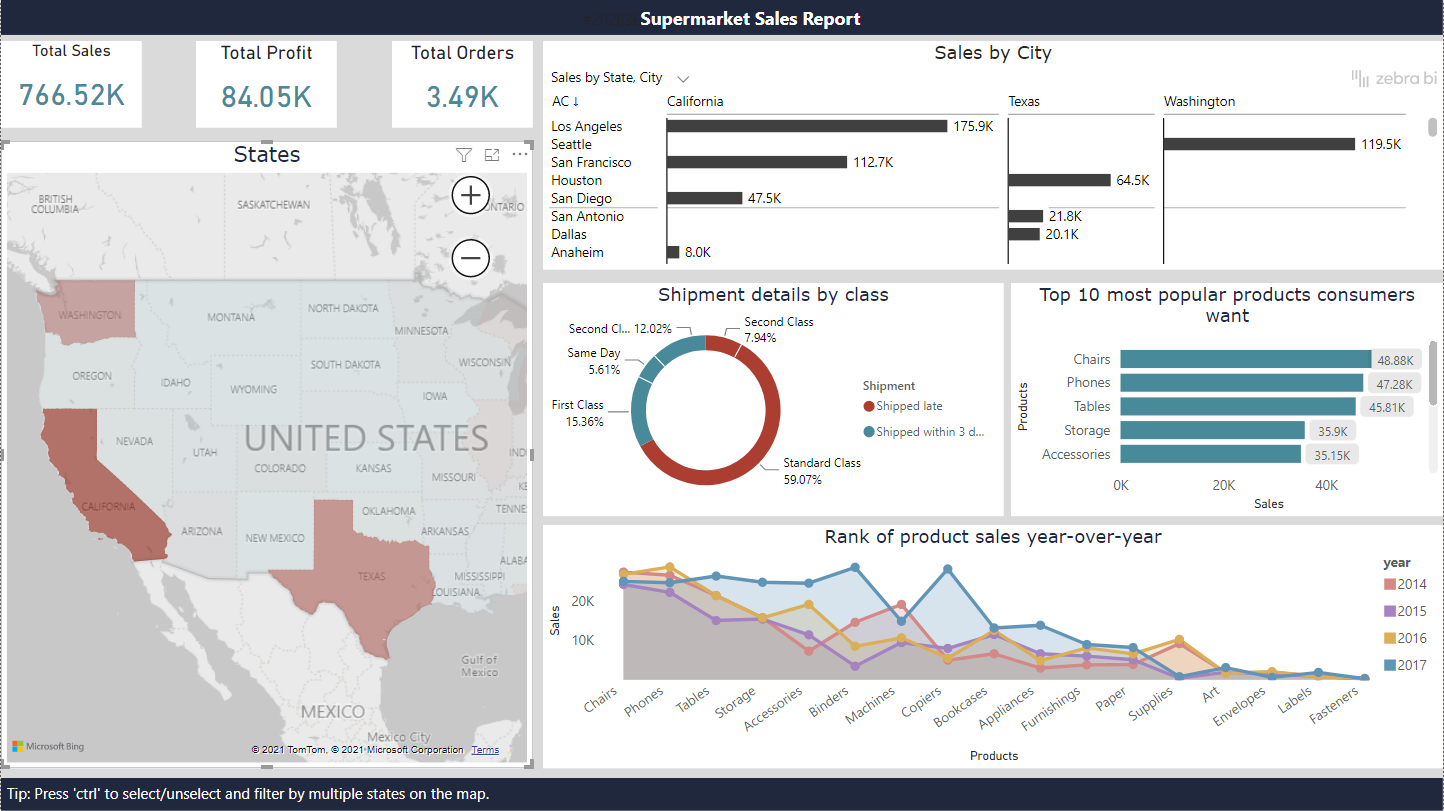 Supermarket Sales Report
Total Sales
766.52K
Total Profit
84.05K
Total Orders
3.49K
States
BRITISH
COLUMBIA
SASKATCHEWAN
ONTARIO
WASHINGTON
MONTANA
NORTH DAKOTA
MINNESOTA
OREGON
IDAHO
WYOMING
SOUTH DAKOTA
WISCONSIN
IOWA
NEVADA
UTAH
UNITED STATES
COLORADO
KANSAS
MISSOURI
IND
KE
CALIFORNIA
ARIZONA
NEW MEXICO
OKLAHOMA
ARKANSAS
TENNE
TEXAS
MISSISSIPPI
ALABA
LOUISIANA
Gulf of
Mexico
MEXICO
Mexico City
Microsoft Bing
© 2021 TomTom, © 2021 Microsoft Corporation Terms
Sales by City
Sales by State, City
zebra bi
AC ↓ California Texas Washington
Los Angeles 175.9K
Seattle 119.5K
San Francisco 112.7K
Houston 64.5K
San Diego 47.5K
San Antonio 21.8K
Dallas 20.1K
Anaheim 8.0K
Shipment details by class
Second Cl... 12.02%
Second Class
7.94%
Same Day
5.61%
First Class
15.36%
Standard Class
59.07%
Shipment
Shipped late
Shipped within 3 d...
Top 10 most popular products consumers
want
Products
Chairs 48.88K
Phones 47.28K
Tables 45.81K
Storage 35.9K
Accessories 35.15K
0K 20K 40K
Sales
Rank of product sales year-over-year
Sales
20K
10K
Chairs
Phones
Tables
Storage
Accessories
Binders
Machines
Copiers
Bookcases
Appliances
Furnishings
Paper
Supplies
Art
Envelopes
Labels
Fasteners
Products
year
2014
2015
2016
2017
Tip: Press 'ctrl' to select/unselect and filter by multiple states on the map.